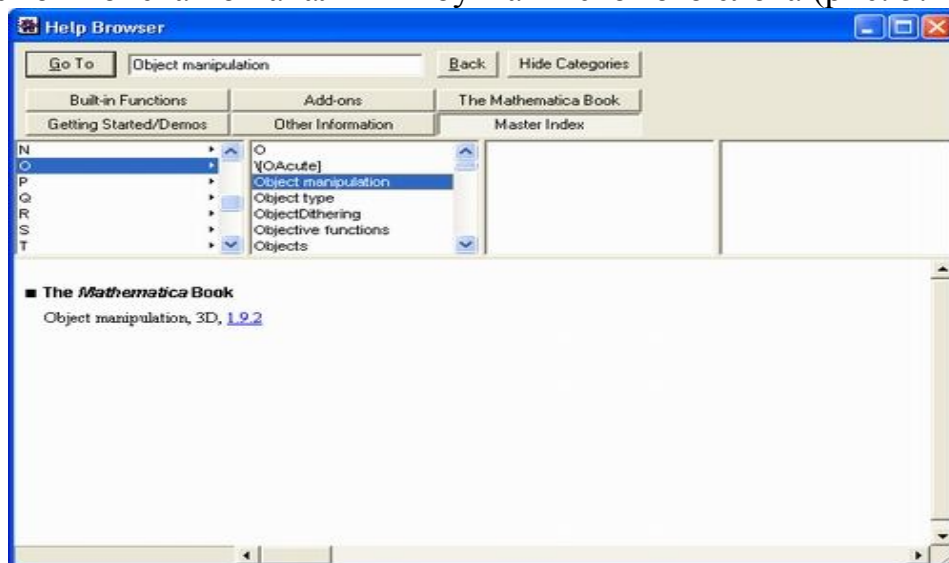 Help Browser
Go To Object manipulation Back Hide Categories
Built-in Functions Add-ons The Mathematica Book
Getting Started/Demos Other Information Master Index
N O
O \[OAcute]
P Object manipulation
Q Object type
R ObjectDithering
S Objective functions
T Objects
The Mathematica Book
Object manipulation, 3D, 1.9.2